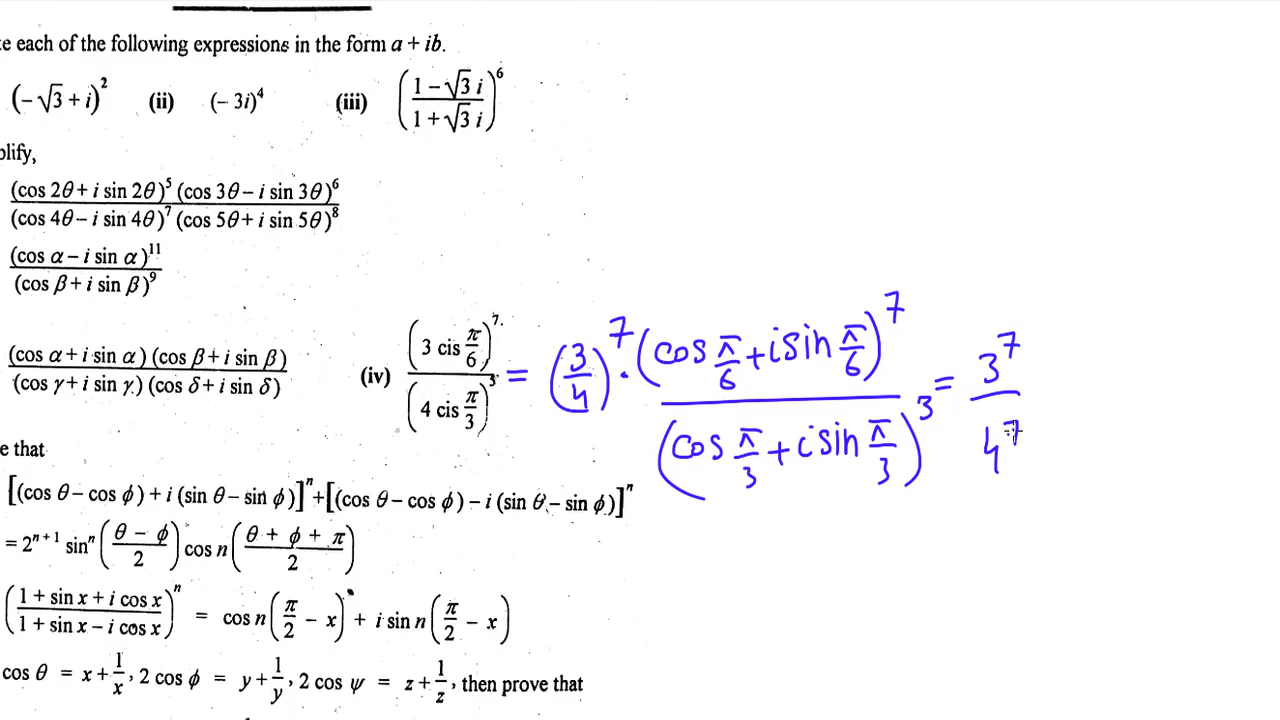 e each of the following expressions in the form a + ib.
(-√3 + i)² (ii) (- 3i)⁴ (iii) ((1 - √3 i)/(1 + √3 i))⁶
plify,
(cos 2θ + i sin 2θ)⁵ (cos 3θ – i sin 3θ)⁶
(cos 4θ – i sin 4θ)⁷ (cos 5θ + i sin 5θ)⁸
(cos α – i sin α)¹¹
(cos β + i sin β)⁹
(cos α + i sin α) (cos β + i sin β)
(cos γ + i sin γ) (cos δ + i sin δ)
(iv) (3 cis π/6)⁷ / (4 cis π/3)³ = (3/4)⁷ · (cos π/6 + i sin π/6)⁷ / (cos π/3 + i sin π/3)³ = 3⁷ / 4⁷
e that
[(cos θ – cos ϕ) + i (sin θ – sin ϕ)]ⁿ + [(cos θ – cos ϕ) – i (sin θ – sin ϕ)]ⁿ
= 2ⁿ⁺¹ sinⁿ ((θ - ϕ)/2) cos n ((θ + ϕ + π)/2)
((1 + sin x + i cos x)/(1 + sin x – i cos x))ⁿ = cos n (π/2 – x) + i sin n (π/2 – x)
cos θ = x + 1/x, 2 cos ϕ = y + 1/y, 2 cos ψ = z + 1/z, then prove that